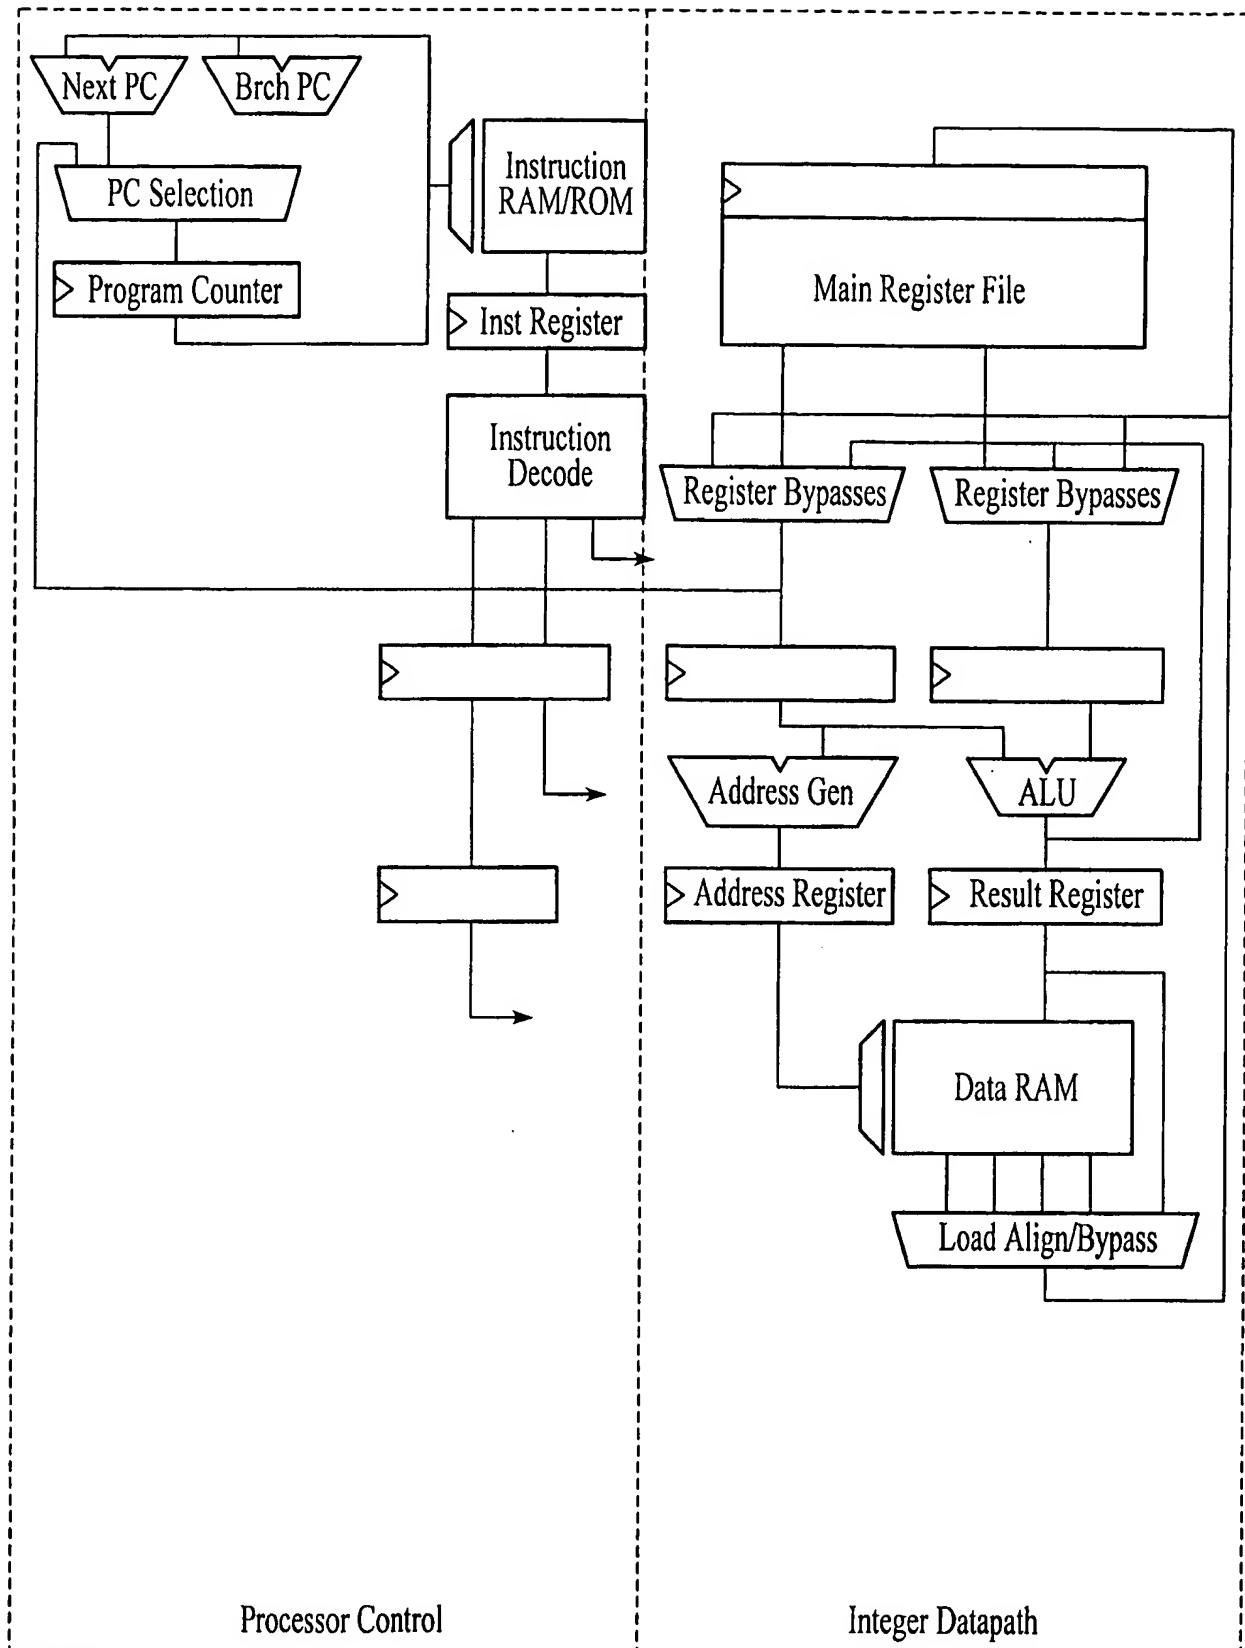 Next PC
Brch PC
PC Selection
Program Counter
Instruction
RAM/ROM
Inst Register
Instruction
Decode
Main Register File
Register Bypasses
Register Bypasses
Address Gen
ALU
Address Register
Result Register
Data RAM
Load Align/Bypass
Processor Control
Integer Datapath